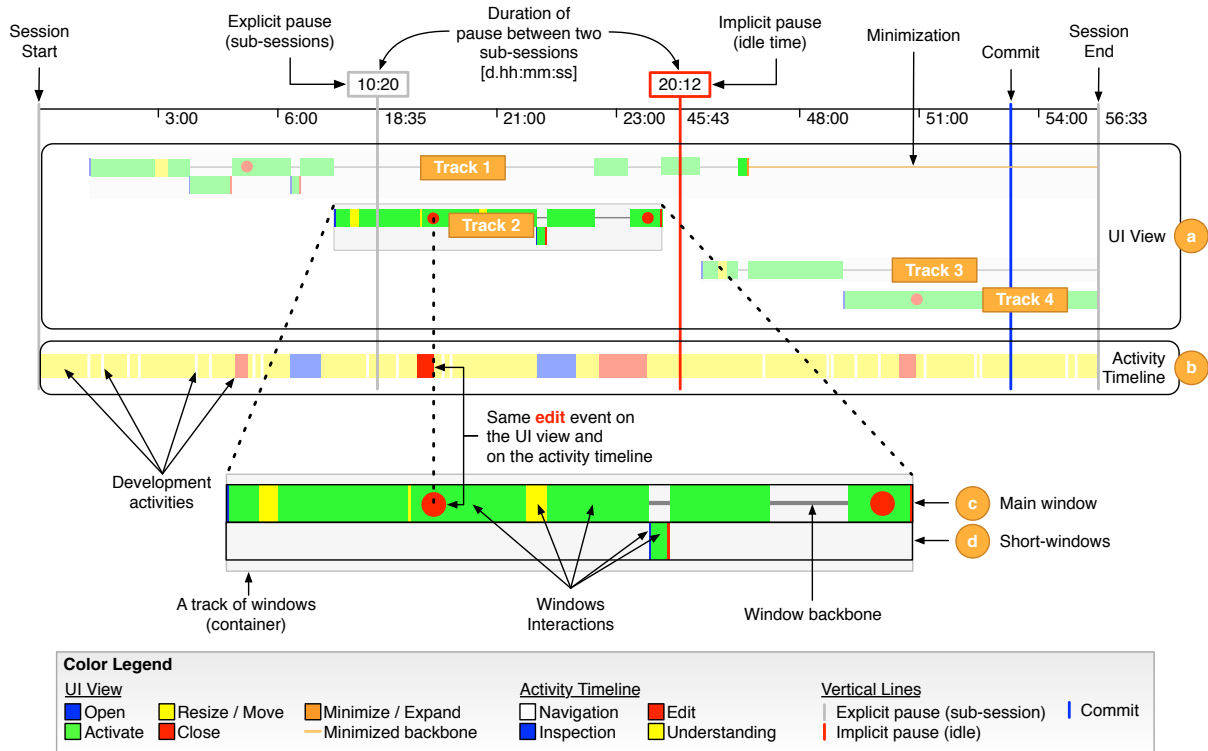 Session
Start
Explicit pause
(sub-sessions)
Duration of
pause between two
sub-sessions
[d.hh:mm:ss]
Implicit pause
(idle time)
Minimization
Commit
Session
End
10:20
20:12
3:00
6:00
18:35
21:00
23:00
45:43
48:00
51:00
54:00
56:33
Track 1
Track 2
Track 3
Track 4
UI View
a
Activity
Timeline
b
Same edit event on
the UI view and
on the activity timeline
Development
activities
c Main window
d Short-windows
A track of windows
(container)
Windows
Interactions
Window backbone
Color Legend
UI View
Open
Activate
Resize / Move
Close
Minimize / Expand
Minimized backbone
Activity Timeline
Navigation
Inspection
Edit
Understanding
Vertical Lines
Explicit pause (sub-session)
Implicit pause (idle)
Commit